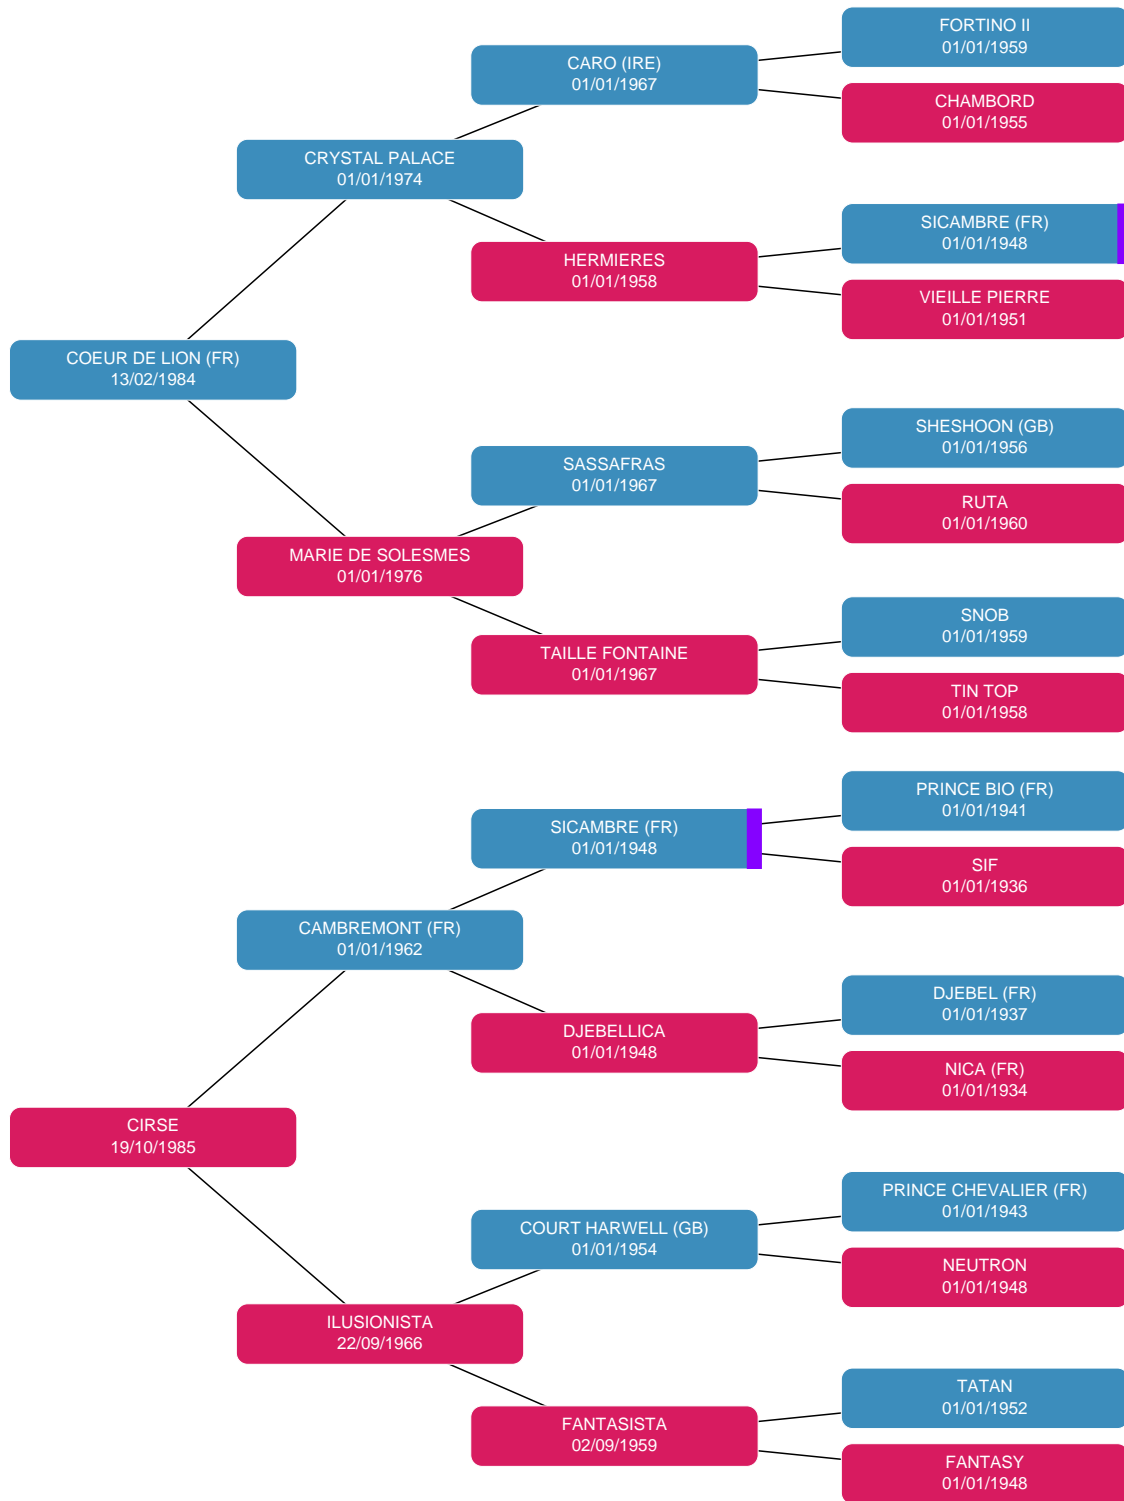 FORTINO II
01/01/1959
CARO (IRE)
01/01/1967
CHAMBORD
01/01/1955
CRYSTAL PALACE
01/01/1974
SICAMBRE (FR)
01/01/1948
HERMIERES
01/01/1958
VIEILLE PIERRE
01/01/1951
COEUR DE LION (FR)
13/02/1984
SHESHOON (GB)
01/01/1956
SASSAFRAS
01/01/1967
RUTA
01/01/1960
MARIE DE SOLESMES
01/01/1976
SNOB
01/01/1959
TAILLE FONTAINE
01/01/1967
TIN TOP
01/01/1958
PRINCE BIO (FR)
01/01/1941
SICAMBRE (FR)
01/01/1948
SIF
01/01/1936
CAMBREMONT (FR)
01/01/1962
DJEBEL (FR)
01/01/1937
DJEBELLICA
01/01/1948
NICA (FR)
01/01/1934
CIRSE
19/10/1985
PRINCE CHEVALIER (FR)
01/01/1943
COURT HARWELL (GB)
01/01/1954
NEUTRON
01/01/1948
ILUSIONISTA
22/09/1966
TATAN
01/01/1952
FANTASISTA
02/09/1959
FANTASY
01/01/1948